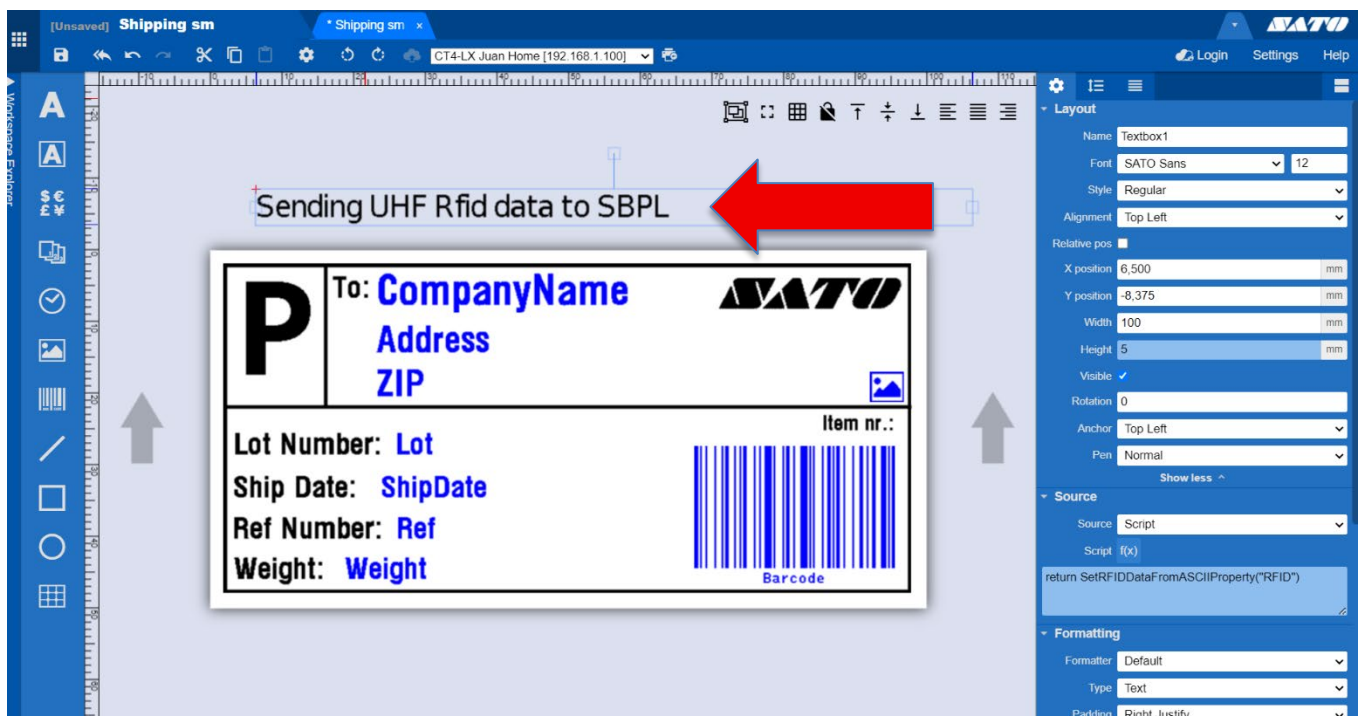 [Unsaved] Shipping sm
* Shipping sm ×
SATO
CT4-LX Juan Home [192.168.1.100]
Login Settings Help
Workspace Explorer
A
A
$ €
£ ¥
Sending UHF Rfid data to SBPL
P
To: CompanyName
Address
ZIP
SATO
Item nr.:
Lot Number: Lot
Ship Date: ShipDate
Ref Number: Ref
Weight: Weight
Barcode
Layout
Name Textbox1
Font SATO Sans 12
Style Regular
Alignment Top Left
Relative pos
X position 6,500 mm
Y position -8,375 mm
Width 100 mm
Height 5 mm
Visible
Rotation 0
Anchor Top Left
Pen Normal
Show less
Source
Source Script
Script f(x)
return SetRFIDDataFromASCIIProperty("RFID")
Formatting
Formatter Default
Type Text
Padding Right Justify